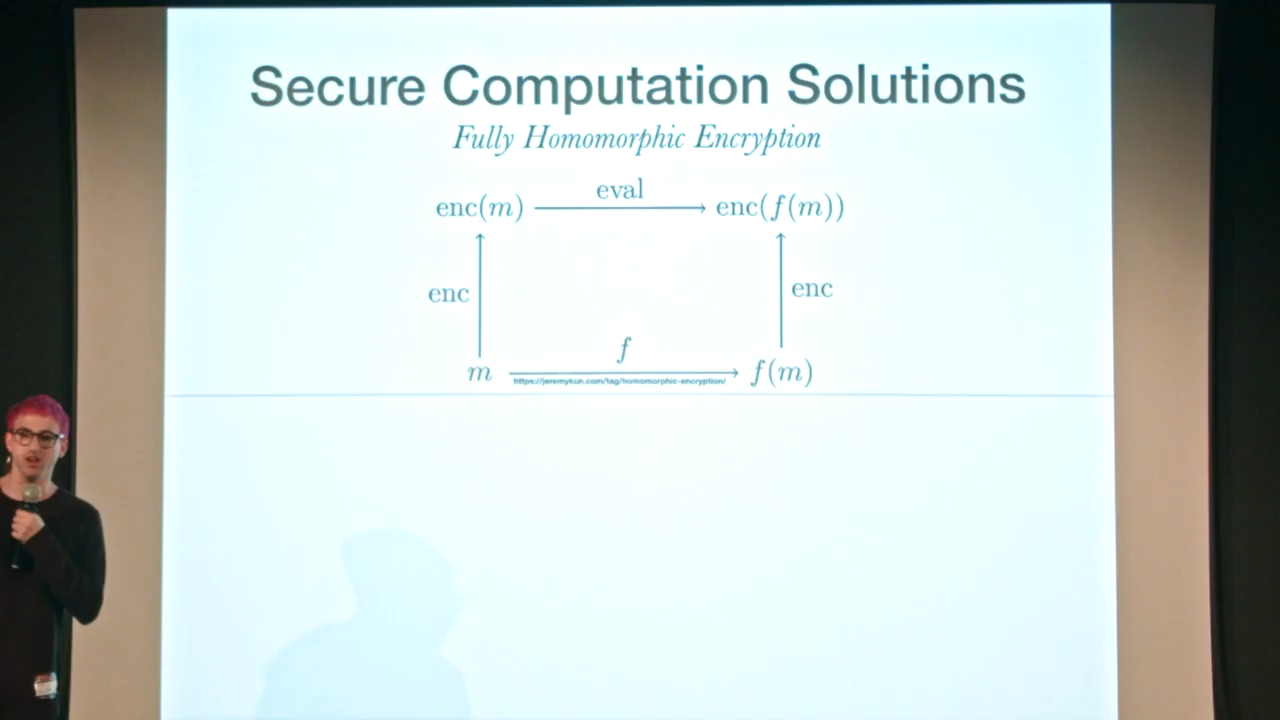 Secure Computation Solutions
Fully Homomorphic Encryption
eval
enc(m) enc(f(m))
enc enc
f
m f(m)
https://jeremykun.com/tag/homomorphic-encryption/